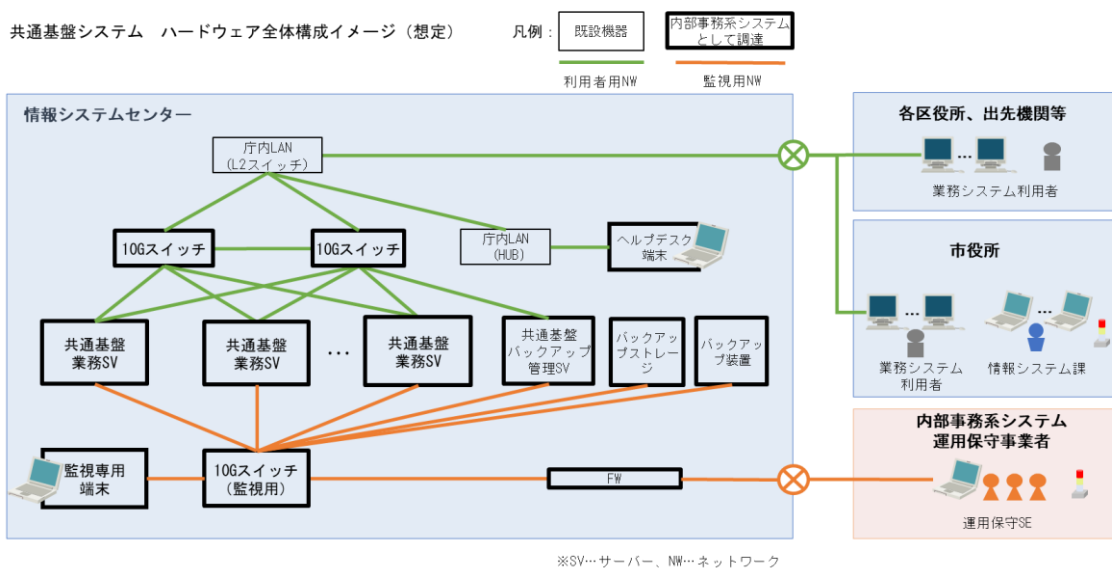 共通基盤システム　ハードウェア全体構成イメージ（想定）
凡例：
既設機器
内部事務系システム
として調達
利用者用NW
監視用NW
情報システムセンター
庁内LAN
(L2スイッチ)
10Gスイッチ
10Gスイッチ
庁内LAN
(HUB)
ヘルプデスク
端末
共通基盤
業務SV
共通基盤
業務SV
…
共通基盤
業務SV
共通基盤
バックアップ
管理SV
バックアッ
プストレー
ジ
バックアッ
プ装置
監視専用
端末
10Gスイッチ
(監視用)
FW
各区役所、出先機関等
…
業務システム利用者
市役所
…
…
業務システム
利用者
情報システム課
内部事務系システム
運用保守事業者
運用保守SE
※SV…サーバー、NW…ネットワーク